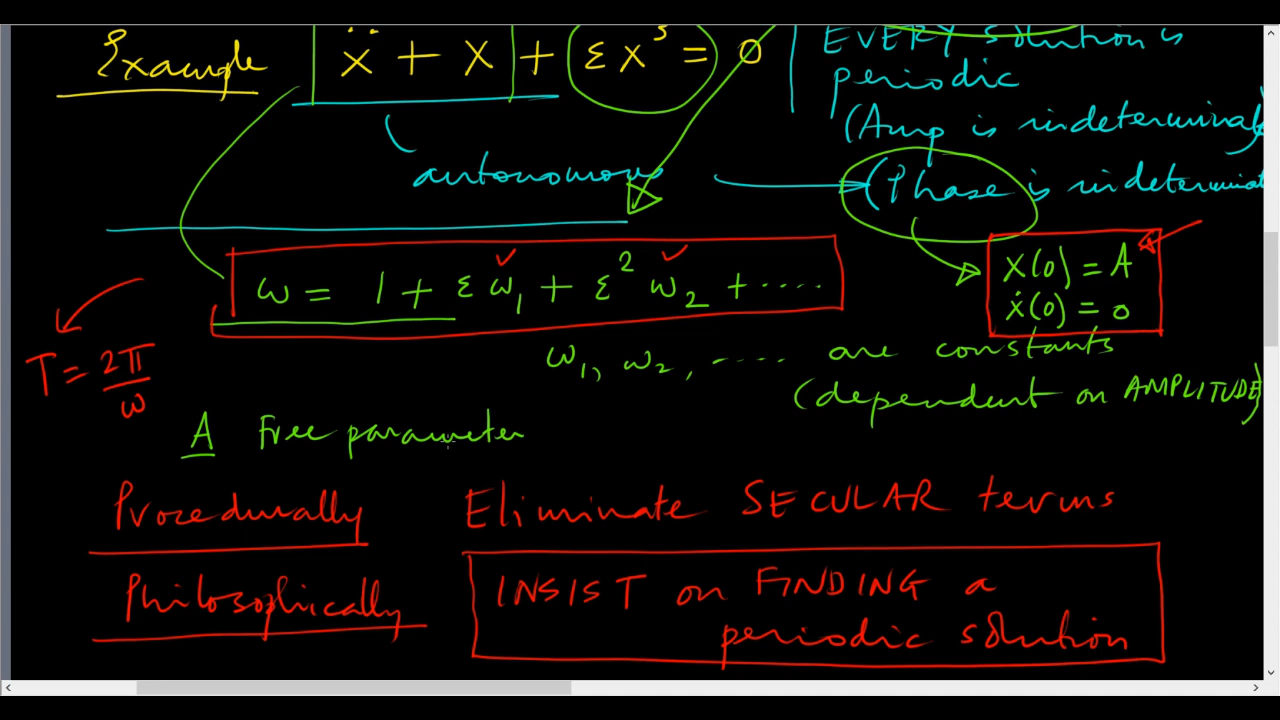 Example ẍ + x + εx³ = 0
EVERY solution is
periodic
(Amp is indeterminat
autonomous
(Phase is indeterminat
ω = 1 + εω₁ + ε²ω₂ + ....
x(0) = A
ẋ(0) = 0
T = 2π/ω
ω₁, ω₂, .... are constants
(dependent on AMPLITUDE)
A Free parameter
Procedurally Eliminate SECULAR terms
Philosophically INSIST on FINDING a
periodic solution